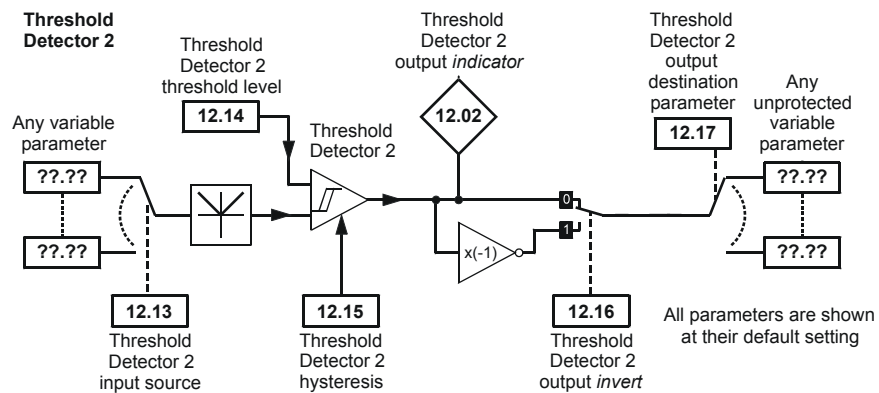 Threshold
Detector 2
Threshold
Detector 2
threshold level
12.14
Threshold
Detector 2
output indicator
12.02
Threshold
Detector 2
output
destination
parameter
12.17
Any
unprotected
variable
parameter
??.??
??.??
Any variable
parameter
??.??
??.??
Threshold
Detector 2
0
1
x(-1)
12.13
Threshold
Detector 2
input source
12.15
Threshold
Detector 2
hysteresis
12.16
Threshold
Detector 2
output invert
All parameters are shown
at their default setting